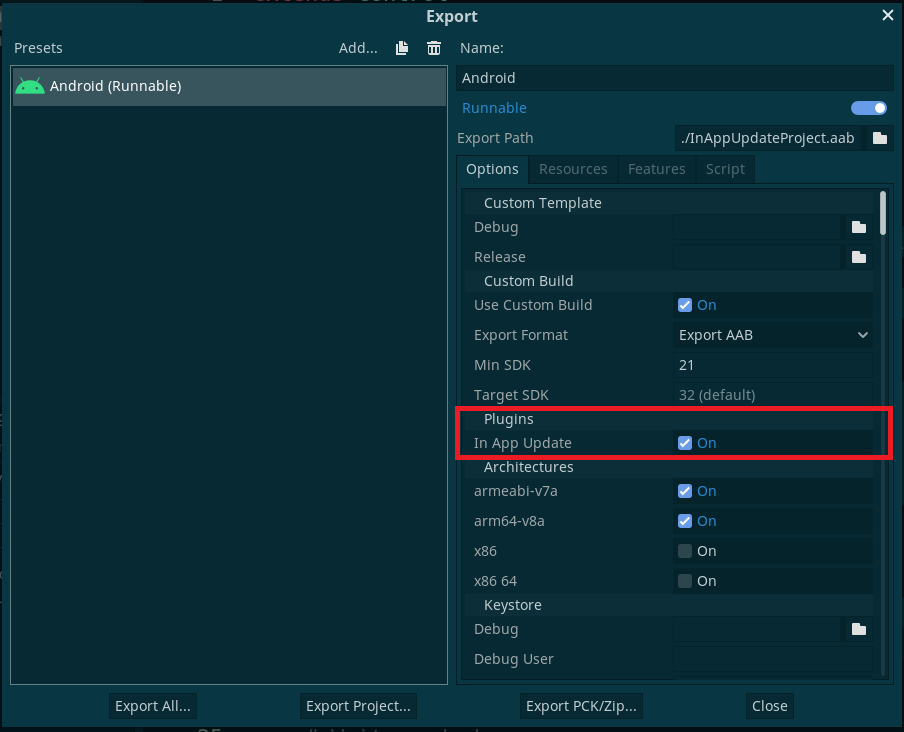 Export
Presets
Add...
Name:
Android (Runnable)
Android
Runnable
Export Path
./InAppUpdateProject.aab
Options
Resources
Features
Script
Custom Template
Debug
Release
Custom Build
Use Custom Build
On
Export Format
Export AAB
Min SDK
21
Target SDK
32 (default)
Plugins
In App Update
On
Architectures
armeabi-v7a
On
arm64-v8a
On
x86
On
x86 64
On
Keystore
Debug
Debug User
Export All...
Export Project...
Export PCK/Zip...
Close